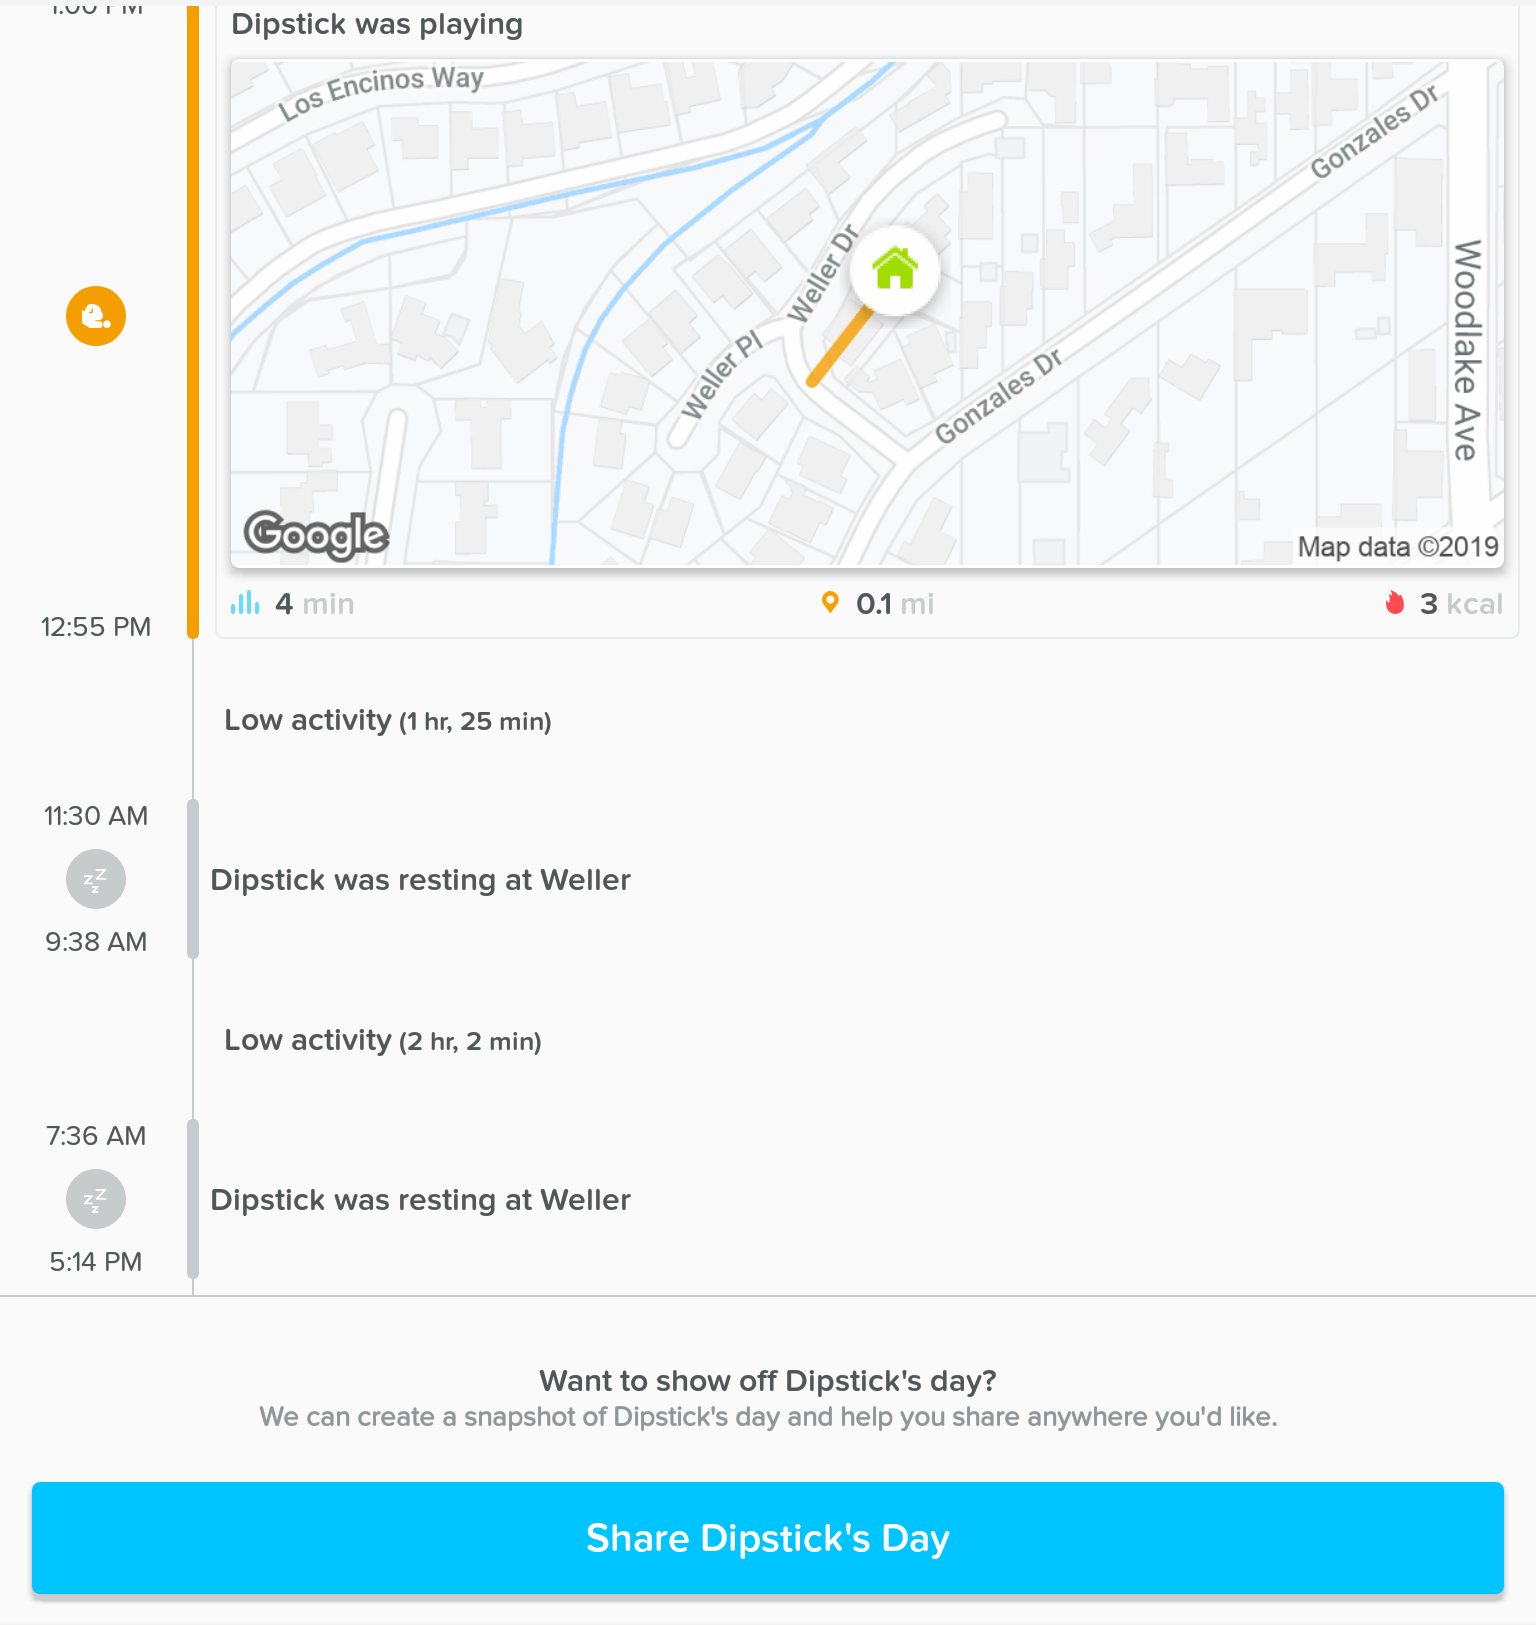 Dipstick was playing
Los Encinos Way
Gonzales Dr
Weller Dr
Woodlake Ave
Weller Pl
Gonzales Dr
Google
Map data ©2019
4 min
0.1 mi
3 kcal
12:55 PM
Low activity (1 hr, 25 min)
11:30 AM
zzz
Dipstick was resting at Weller
9:38 AM
Low activity (2 hr, 2 min)
7:36 AM
zzz
Dipstick was resting at Weller
5:14 PM
Want to show off Dipstick's day?
We can create a snapshot of Dipstick's day and help you share anywhere you'd like.
Share Dipstick's Day